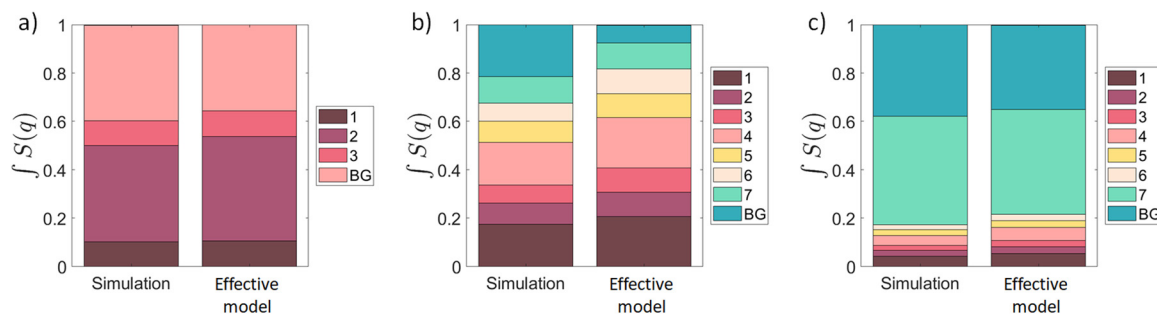 a)
1
0.8
0.6
0.4
0.2
0
∫ S(q)
Simulation
Effective
model
1
2
3
BG
b)
1
0.8
0.6
0.4
0.2
0
∫ S(q)
Simulation
Effective
model
1
2
3
4
5
6
7
BG
c)
1
0.8
0.6
0.4
0.2
0
∫ S(q)
Simulation
Effective
model
1
2
3
4
5
6
7
BG